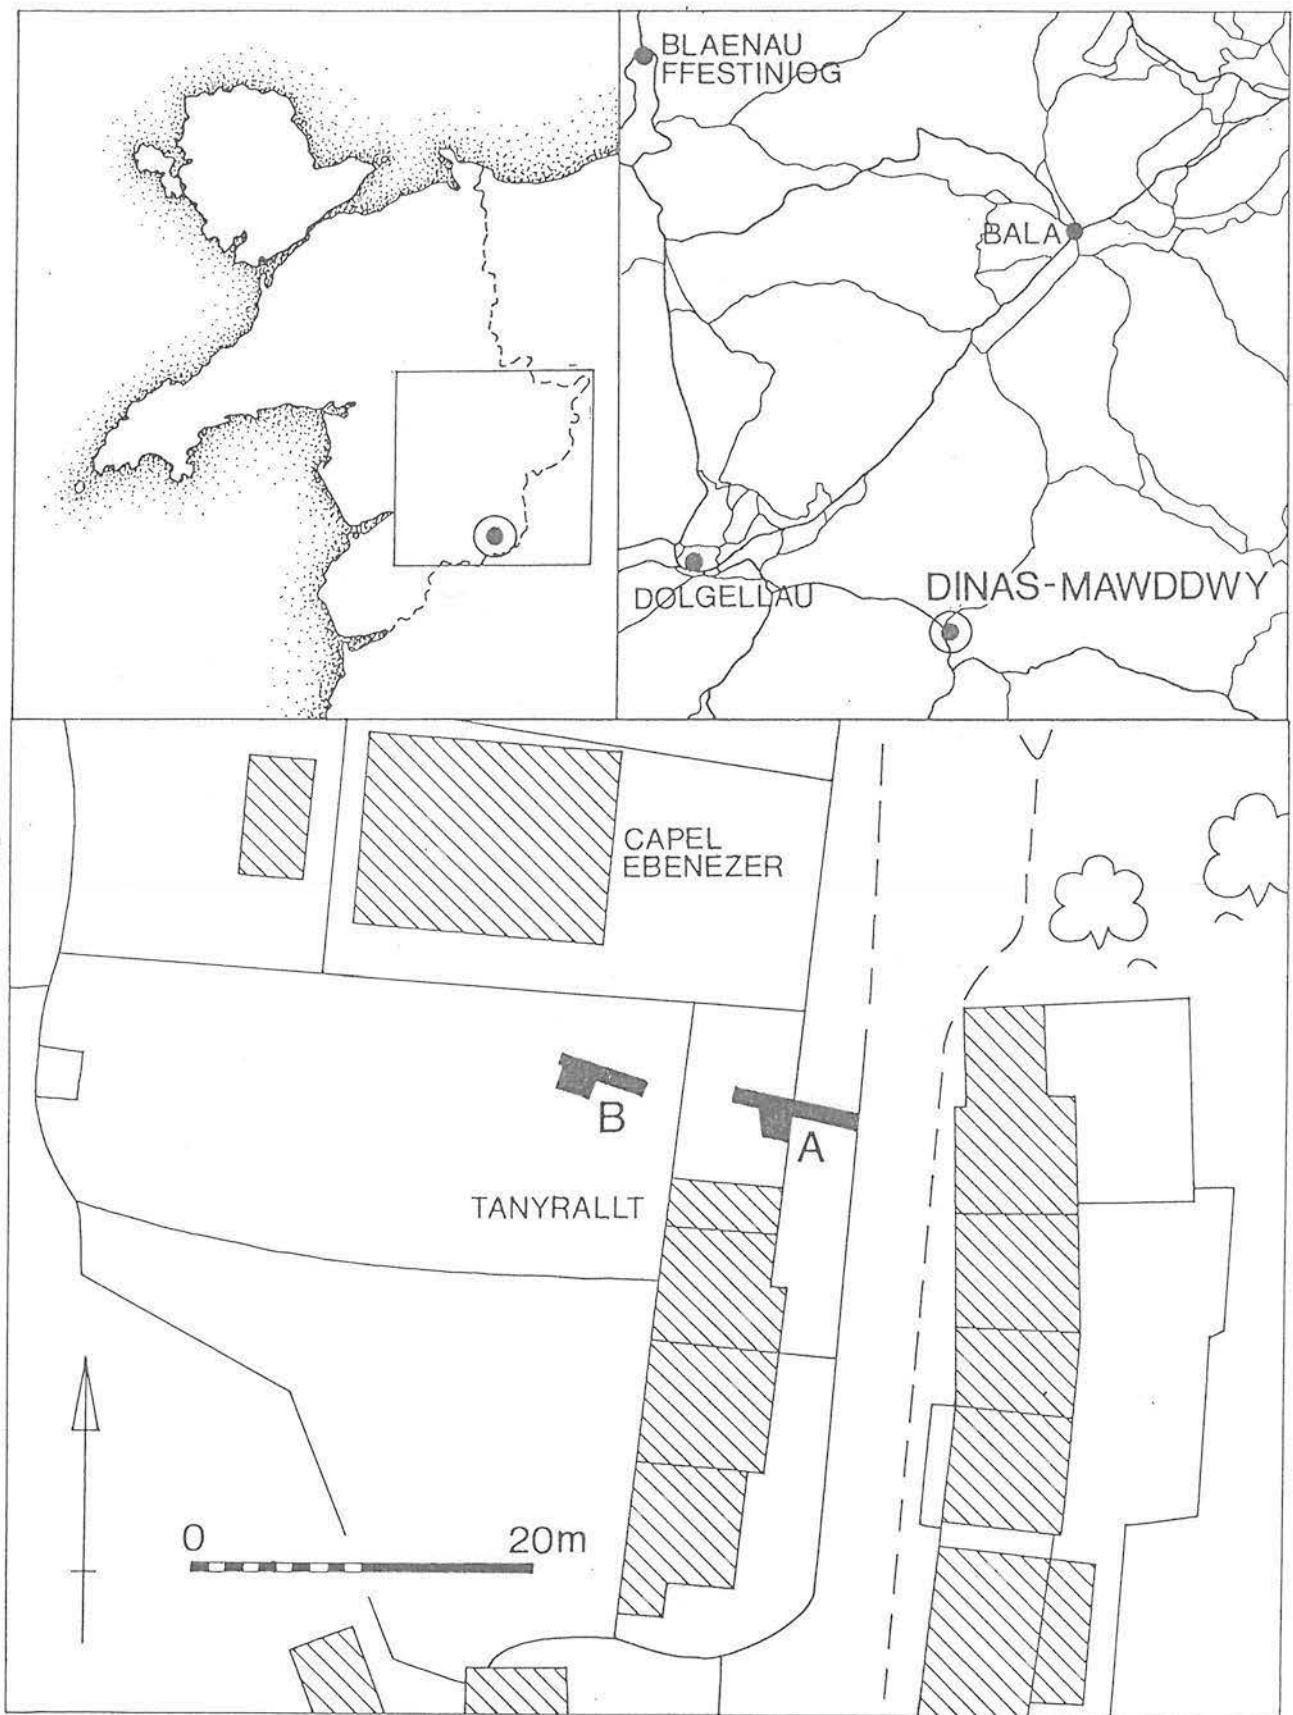 BLAENAU
FFESTINIOG
BALA
DOLGELLAU
DINAS-MAWDDWY
CAPEL
EBENEZER
B
A
TANYRALLT
0 20m